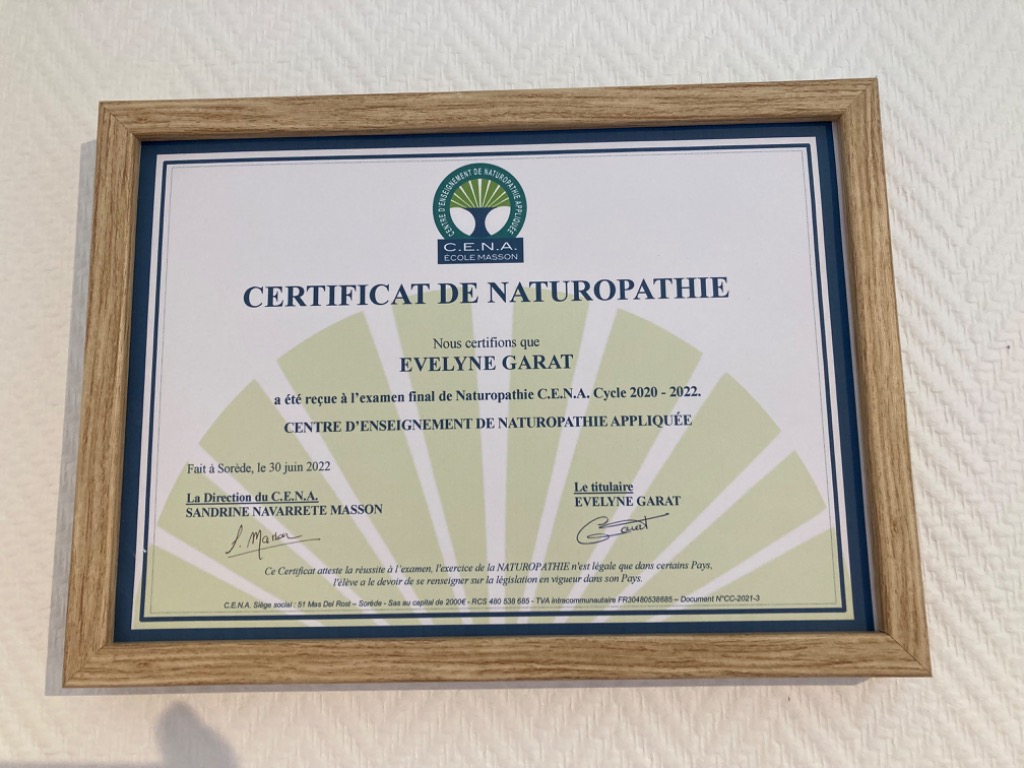 CENTRE D'ENSEIGNEMENT DE NATUROPATHIE APPLIQUÉE
C.E.N.A.
ÉCOLE MASSON
CERTIFICAT DE NATUROPATHIE
Nous certifions que
EVELYNE GARAT
a été reçue à l'examen final de Naturopathie C.E.N.A. Cycle 2020 - 2022.
CENTRE D'ENSEIGNEMENT DE NATUROPATHIE APPLIQUÉE
Fait à Sorède, le 30 juin 2022
La Direction du C.E.N.A.
SANDRINE NAVARRETE MASSON
S. Masson
Le titulaire
EVELYNE GARAT
Garat
Ce Certificat atteste la réussite à l'examen, l'exercice de la NATUROPATHIE n'est légale que dans certains Pays,
l'élève a le devoir de se renseigner sur la législation en vigueur dans son Pays.
C.E.N.A. Siège social : 51 Mas Del Rost – Sorède - Sas au capital de 2000€ - RCS 480 538 685 - TVA intracommunautaire FR30480538685 – Document N°CC-2021-3